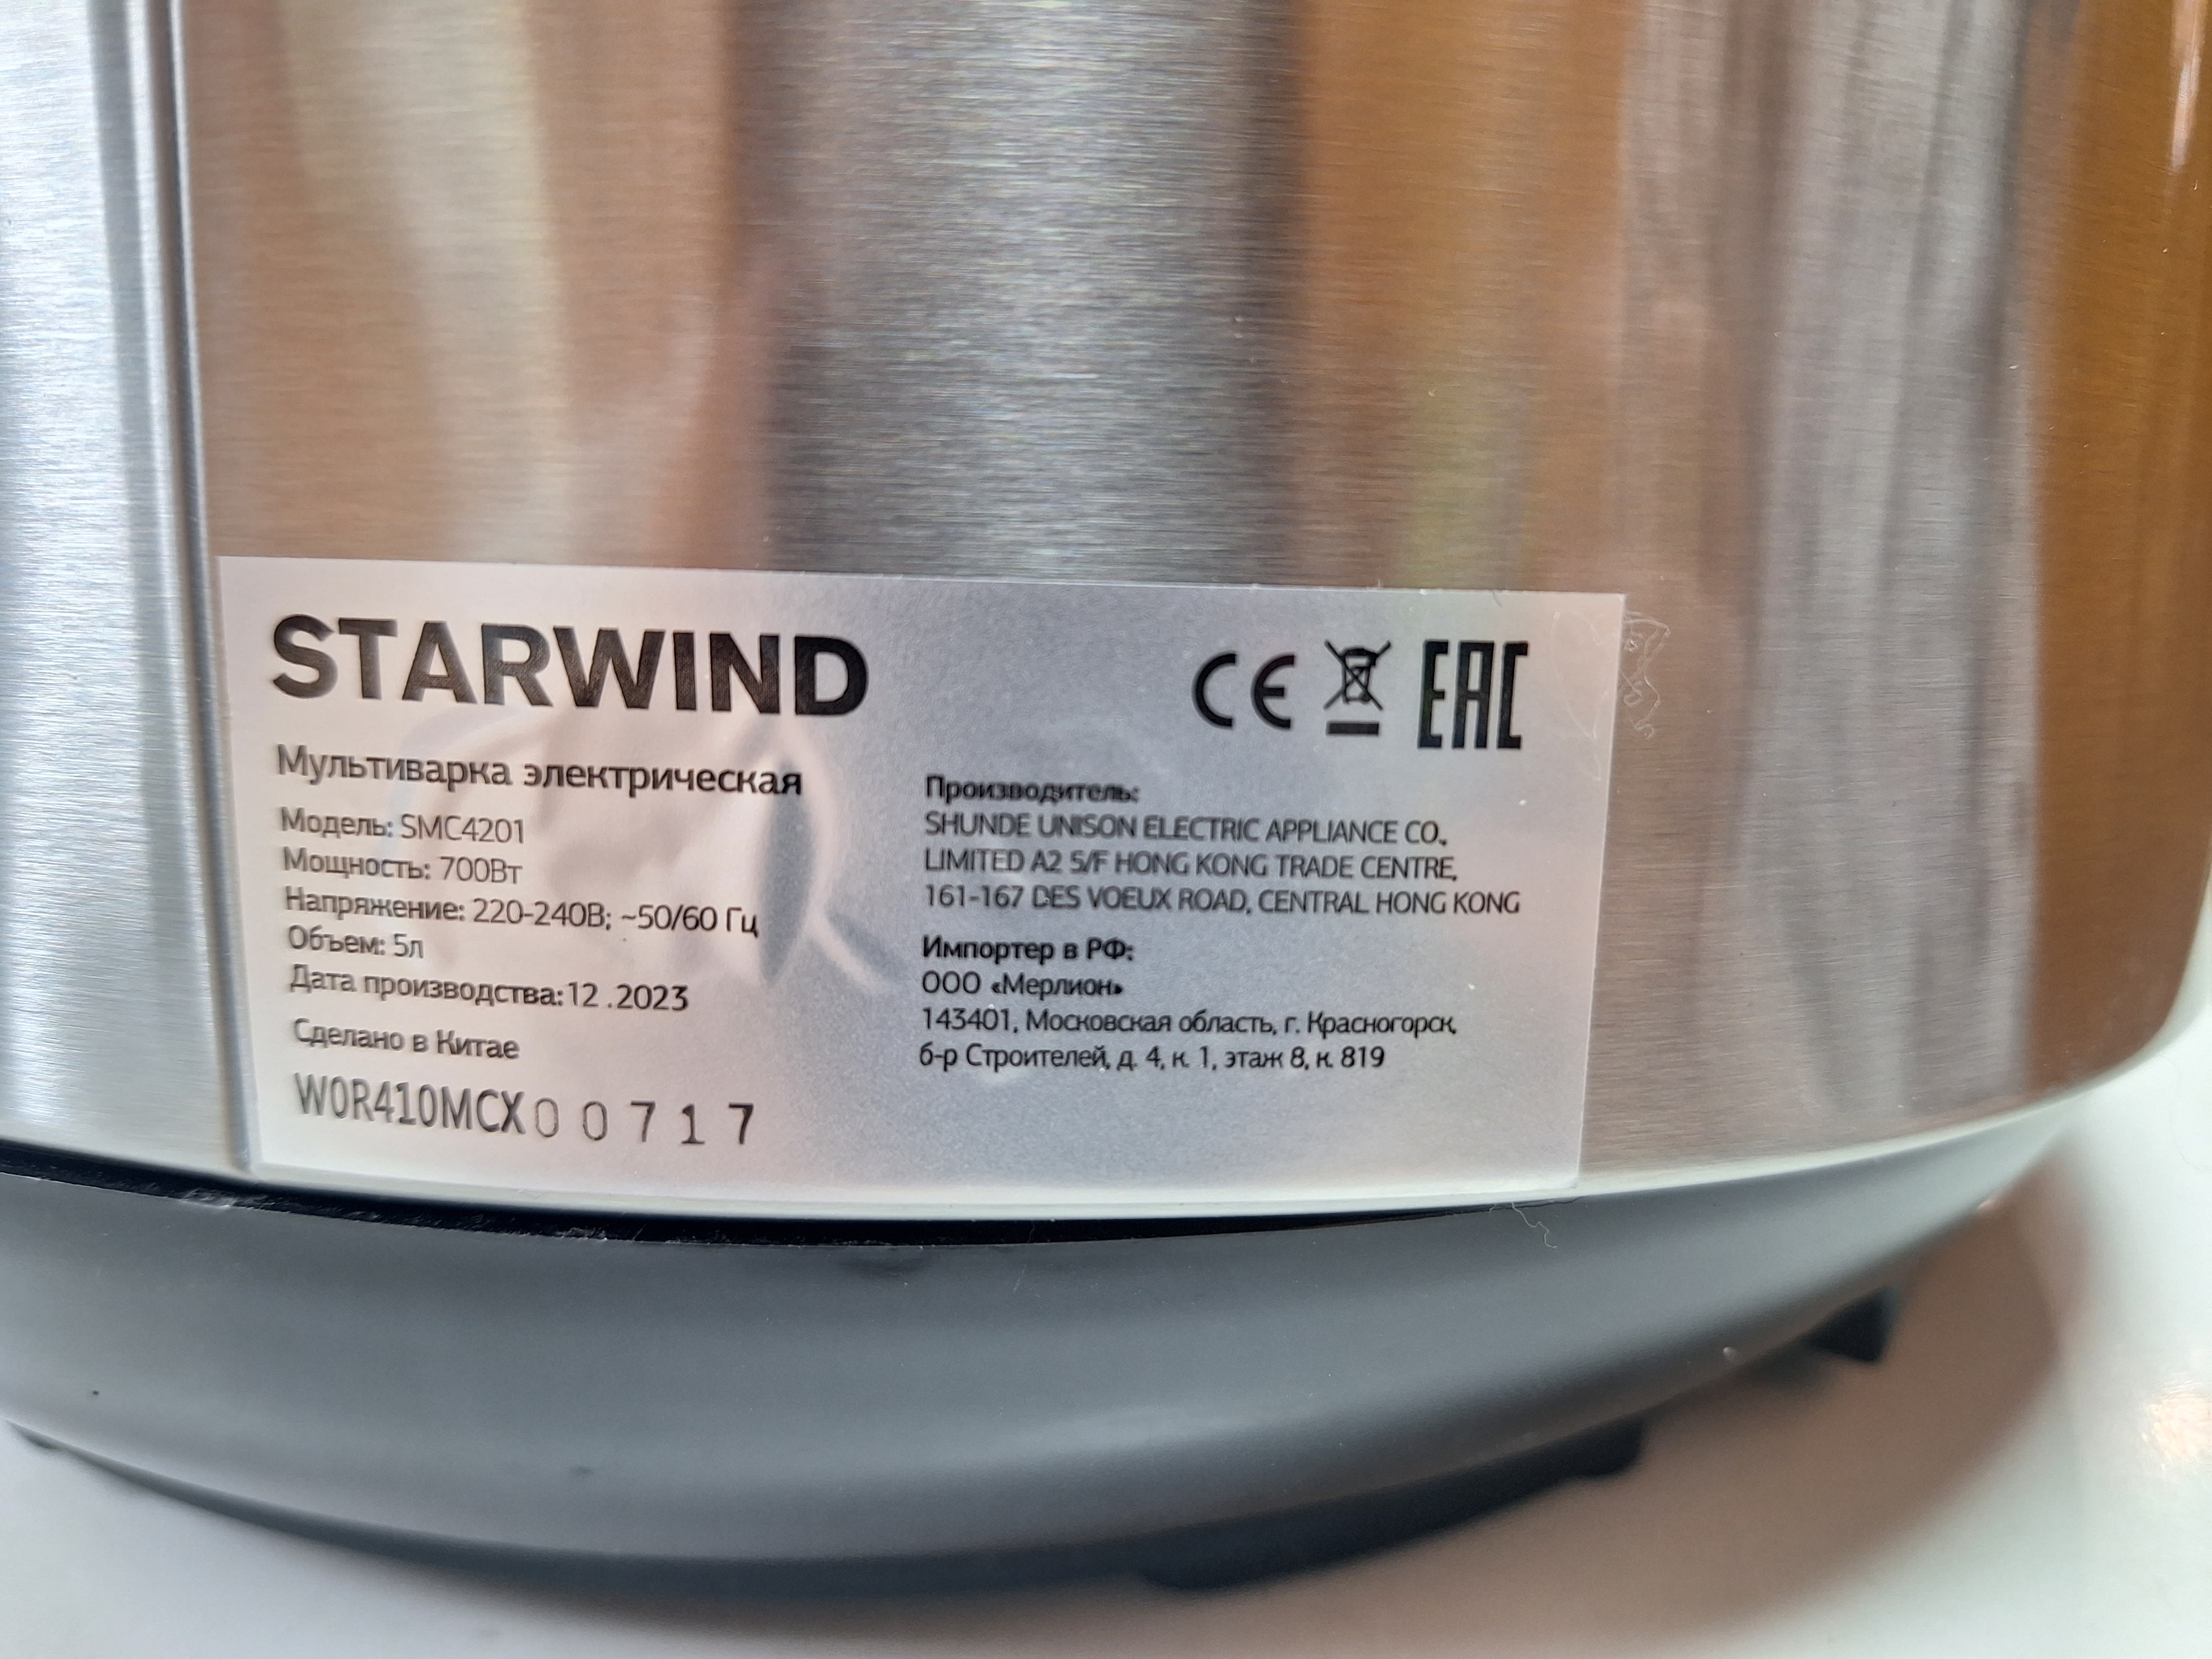 STARWIND
CE EAC
Мультиварка электрическая
Модель: SMC4201
Мощность: 700Вт
Напряжение: 220-240В; ~50/60 Гц
Объем: 5л
Дата производства:12 .2023
Сделано в Китае
W0R410MCX0 0 7 1 7
Производитель:
SHUNDE UNISON ELECTRIC APPLIANCE CO.,
LIMITED A2 5/F HONG KONG TRADE CENTRE,
161-167 DES VOEUX ROAD, CENTRAL HONG KONG
Импортер в РФ:
ООО «Мерлион»
143401, Московская область, г. Красногорск,
б-р Строителей, д. 4, к. 1, этаж 8, к. 819